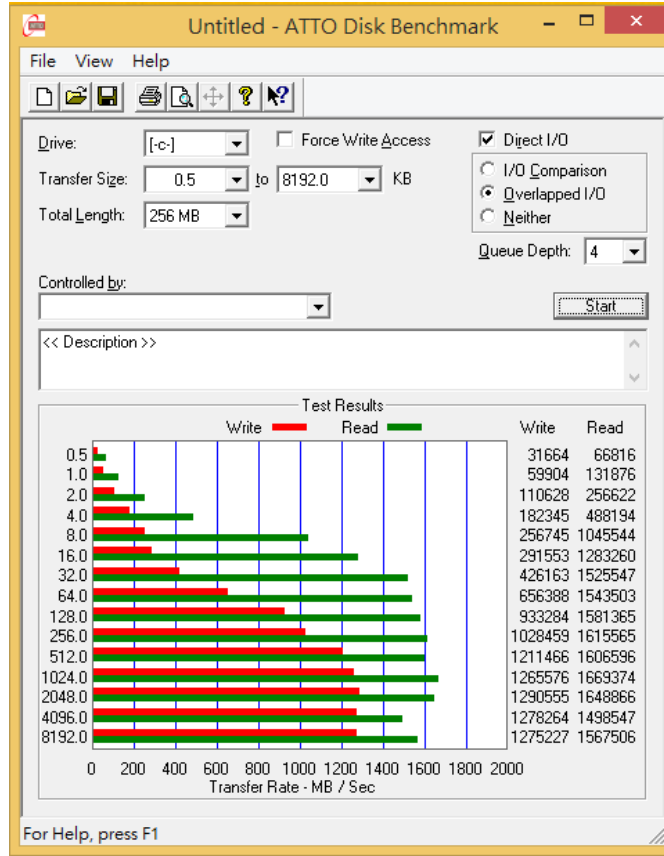 Untitled - ATTO Disk Benchmark
File View Help
Drive: [-c-] Force Write Access Direct I/O
I/O Comparison
Transfer Size: 0.5 to 8192.0 KB
Overlapped I/O
Total Length: 256 MB
Neither
Queue Depth: 4
Controlled by:
Start
<< Description >>
Test Results
Write Read Write Read
0.5 31664 66816
1.0 59904 131876
2.0 110628 256622
4.0 182345 488194
8.0 256745 1045544
16.0 291553 1283260
32.0 426163 1525547
64.0 656388 1543503
128.0 933284 1581365
256.0 1028459 1615565
512.0 1211466 1606596
1024.0 1265576 1669374
2048.0 1290555 1648866
4096.0 1278264 1498547
8192.0 1275227 1567506
0 200 400 600 800 1000 1200 1400 1600 1800 2000
Transfer Rate - MB / Sec
For Help, press F1